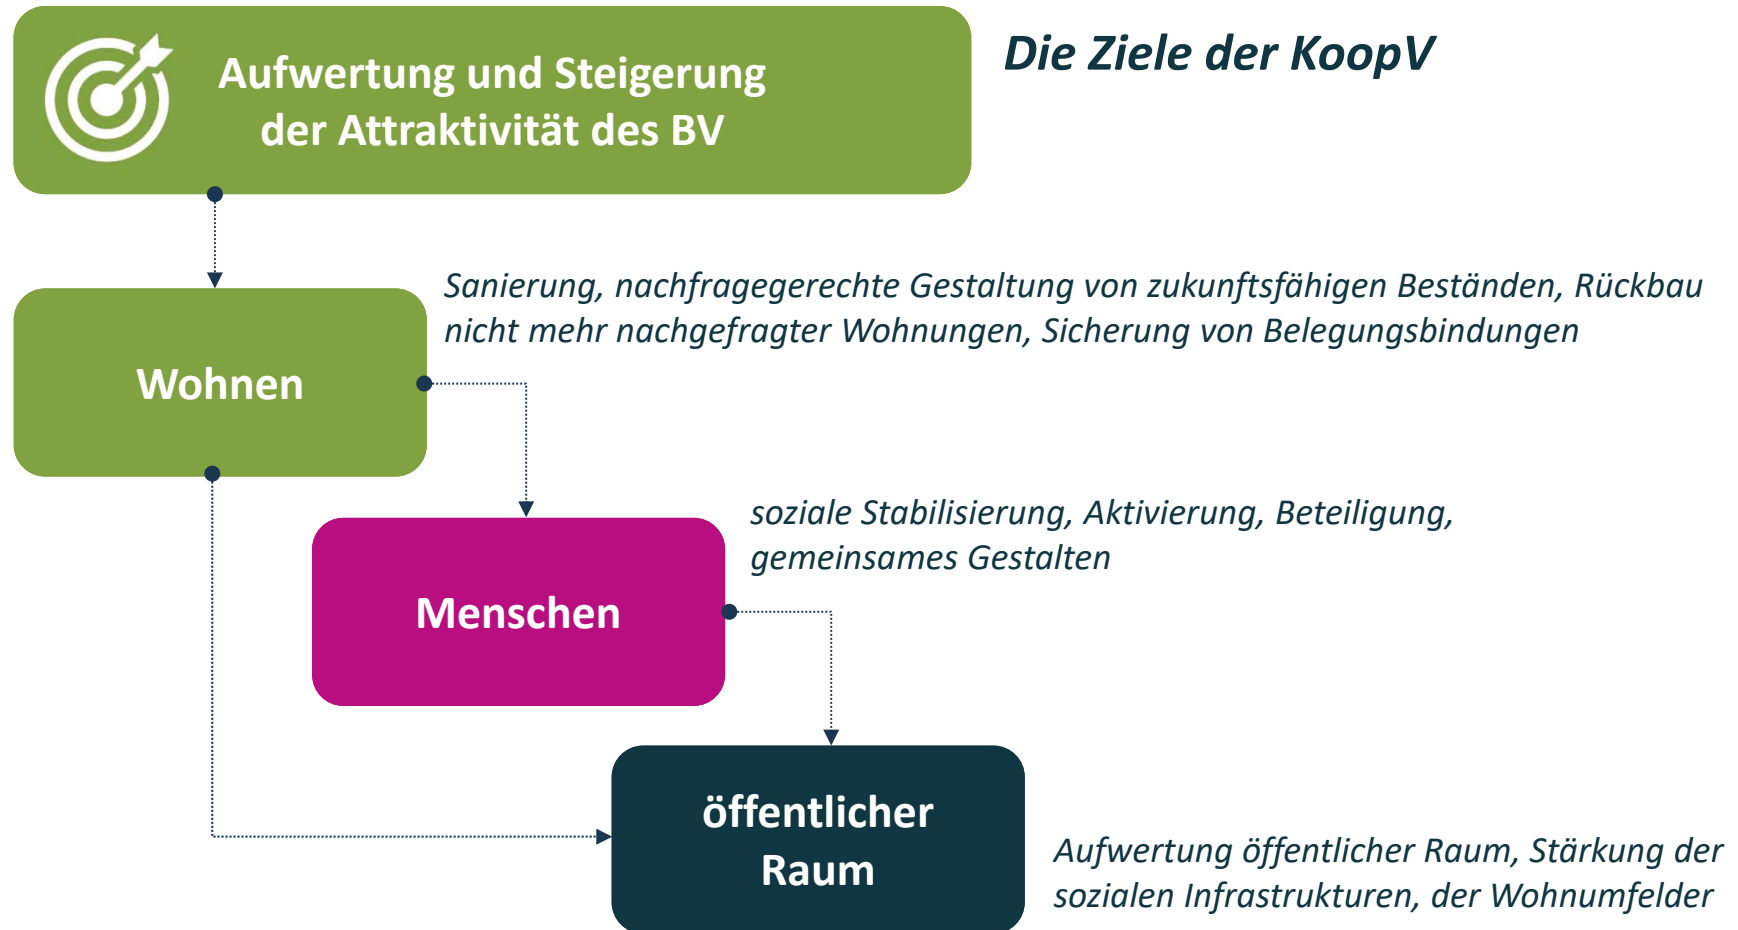 Die Ziele der KoopV
Aufwertung und Steigerung
der Attraktivität des BV
Sanierung, nachfragegerechte Gestaltung von zukunftsfähigen Beständen, Rückbau
nicht mehr nachgefragter Wohnungen, Sicherung von Belegungsbindungen
Wohnen
soziale Stabilisierung, Aktivierung, Beteiligung,
gemeinsames Gestalten
Menschen
öffentlicher
Raum
Aufwertung öffentlicher Raum, Stärkung der
sozialen Infrastrukturen, der Wohnumfelder